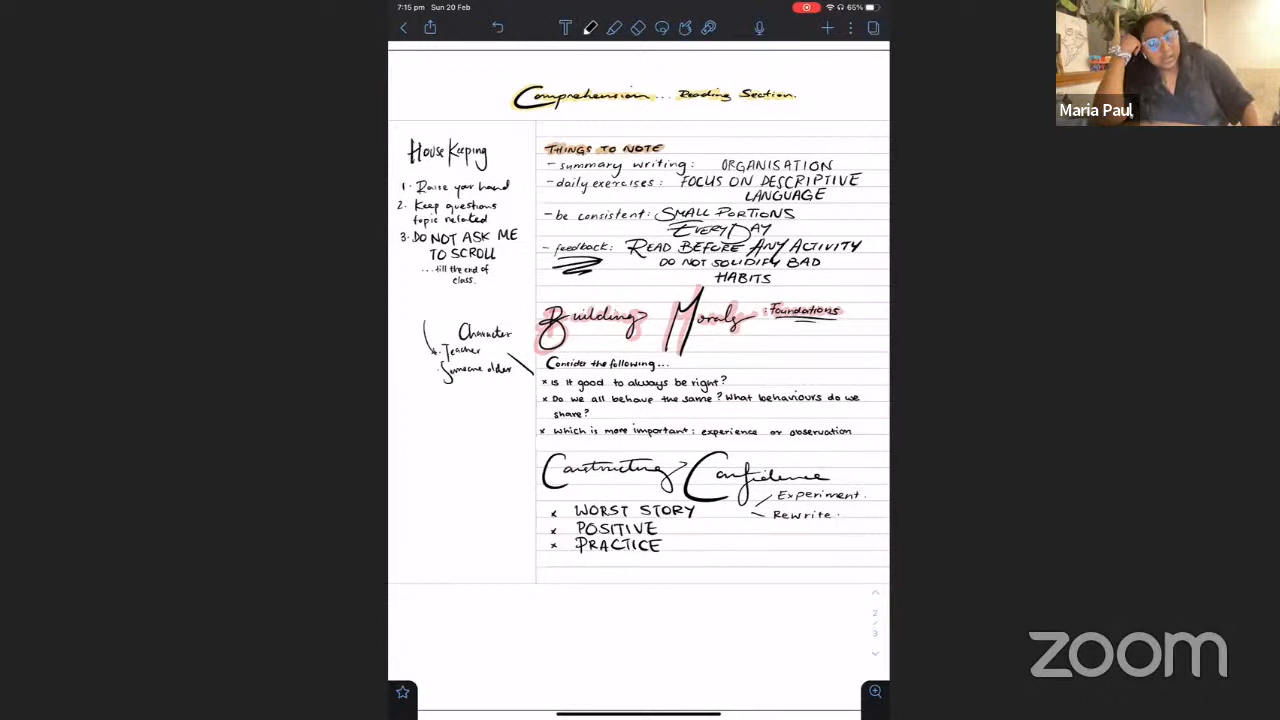 7:15 pm Sun 20 Feb
65%
Comprehension... Reading Section.
House Keeping
1. Raise your hand
2. Keep questions
topic related
3. DO NOT ASK ME
TO SCROLL
...till the end of
class.
Character
Teacher
Someone older
THINGS TO NOTE
- summary writing: ORGANISATION
- daily exercises: FOCUS ON DESCRIPTIVE
LANGUAGE
- be consistent: SMALL PORTIONS
EVERY DAY
- feedback: READ BEFORE ANY ACTIVITY
DO NOT SOLIDIFY BAD
HABITS
Building Morals : Foundations
Consider the following...
x Is it good to always be right?
x Do we all behave the same? What behaviours do we
share?
x Which is more important: experience or observation
Constructing Confidence
Experiment.
Rewrite.
x WORST STORY
x POSITIVE
x PRACTICE
2
/
3
Maria Paul
zoom